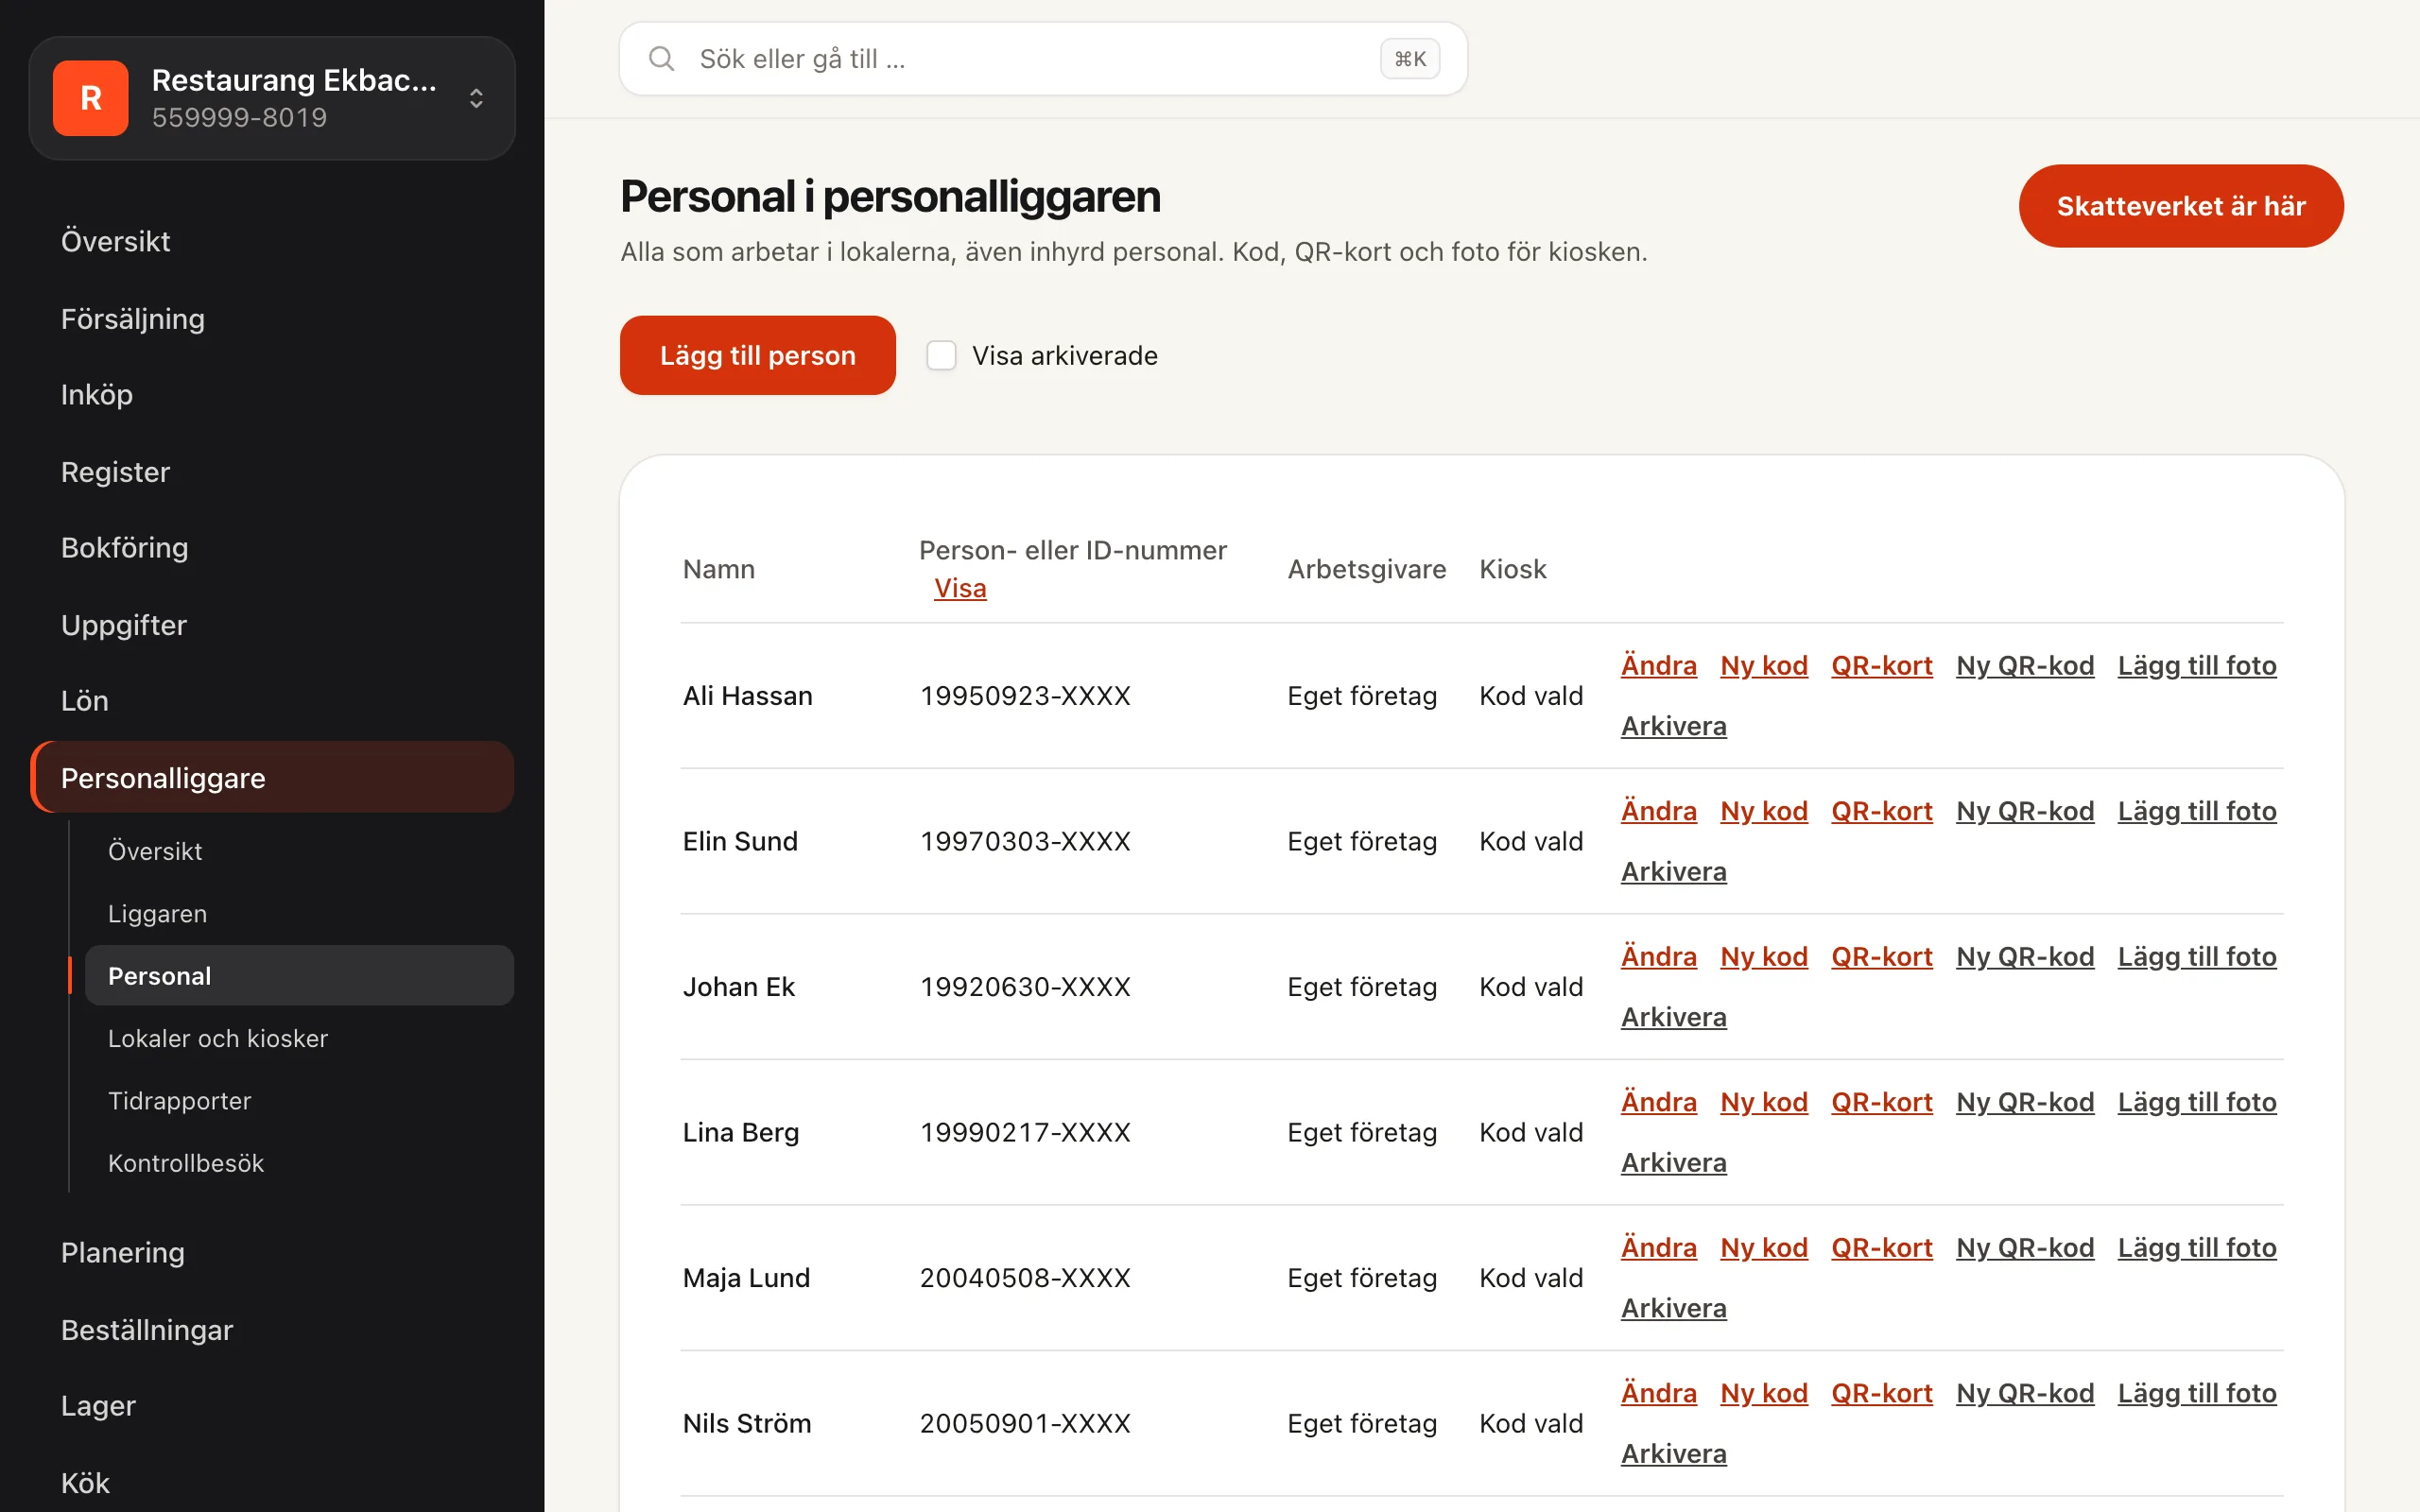 R
Restaurang Ekbac...
559999-8019
Översikt
Försäljning
Inköp
Register
Bokföring
Uppgifter
Lön
Personalliggare
Översikt
Liggaren
Personal
Lokaler och kiosker
Tidrapporter
Kontrollbesök
Planering
Beställningar
Lager
Kök
Sök eller gå till ...
⌘K
Personal i personalliggaren
Alla som arbetar i lokalerna, även inhyrd personal. Kod, QR-kort och foto för kiosken.
Skatteverket är här
Lägg till person
Visa arkiverade
Namn Person- eller ID-nummer Visa Arbetsgivare Kiosk
Ali Hassan 19950923-XXXX Eget företag Kod vald Ändra Ny kod QR-kort Ny QR-kod Lägg till foto
Arkivera
Elin Sund 19970303-XXXX Eget företag Kod vald Ändra Ny kod QR-kort Ny QR-kod Lägg till foto
Arkivera
Johan Ek 19920630-XXXX Eget företag Kod vald Ändra Ny kod QR-kort Ny QR-kod Lägg till foto
Arkivera
Lina Berg 19990217-XXXX Eget företag Kod vald Ändra Ny kod QR-kort Ny QR-kod Lägg till foto
Arkivera
Maja Lund 20040508-XXXX Eget företag Kod vald Ändra Ny kod QR-kort Ny QR-kod Lägg till foto
Arkivera
Nils Ström 20050901-XXXX Eget företag Kod vald Ändra Ny kod QR-kort Ny QR-kod Lägg till foto
Arkivera